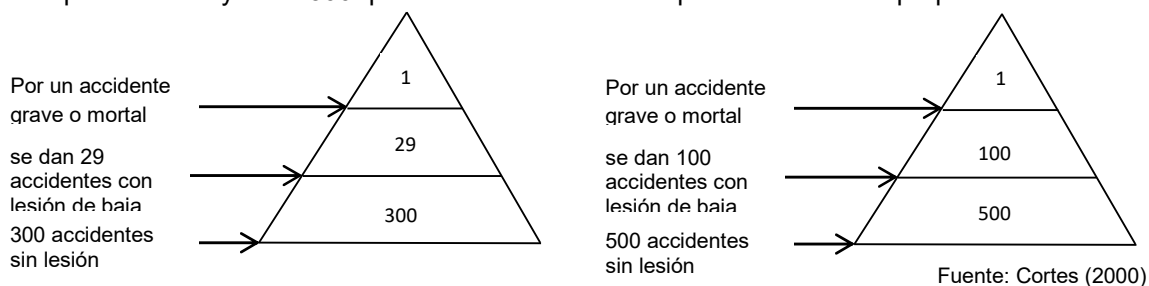 Por un accidente
grave o mortal
se dan 29
accidentes con
lesión de baja
300 accidentes
sin lesión
1
29
300
Por un accidente
grave o mortal
se dan 100
accidentes con
lesión de baja
500 accidentes
sin lesión
1
100
500
Fuente: Cortes (2000)